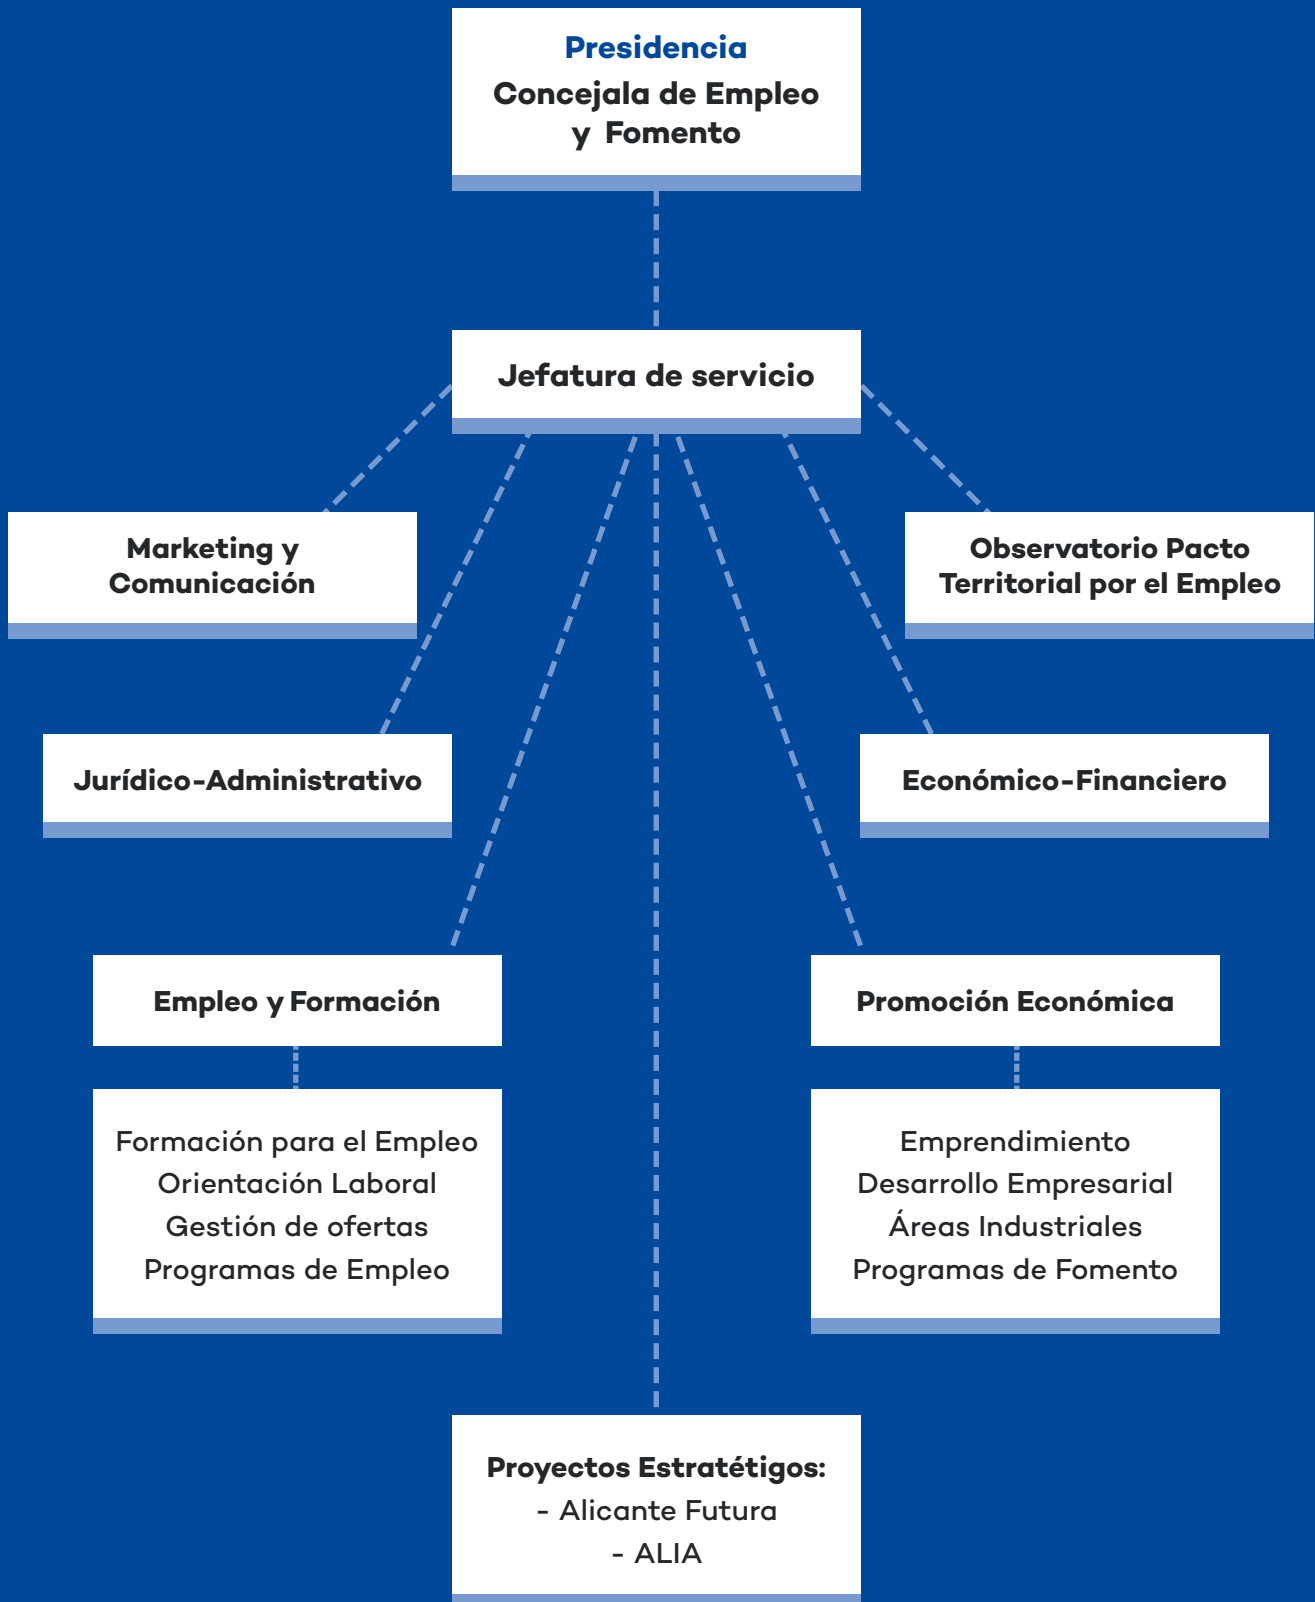 Presidencia
Concejala de Empleo
y Fomento
Jefatura de servicio
Marketing y
Comunicación
Observatorio Pacto
Territorial por el Empleo
Jurídico-Administrativo
Económico-Financiero
Empleo y Formación
Promoción Económica
Formación para el Empleo
Orientación Laboral
Gestión de ofertas
Programas de Empleo
Emprendimiento
Desarrollo Empresarial
Áreas Industriales
Programas de Fomento
Proyectos Estratétigos:
- Alicante Futura
- ALIA